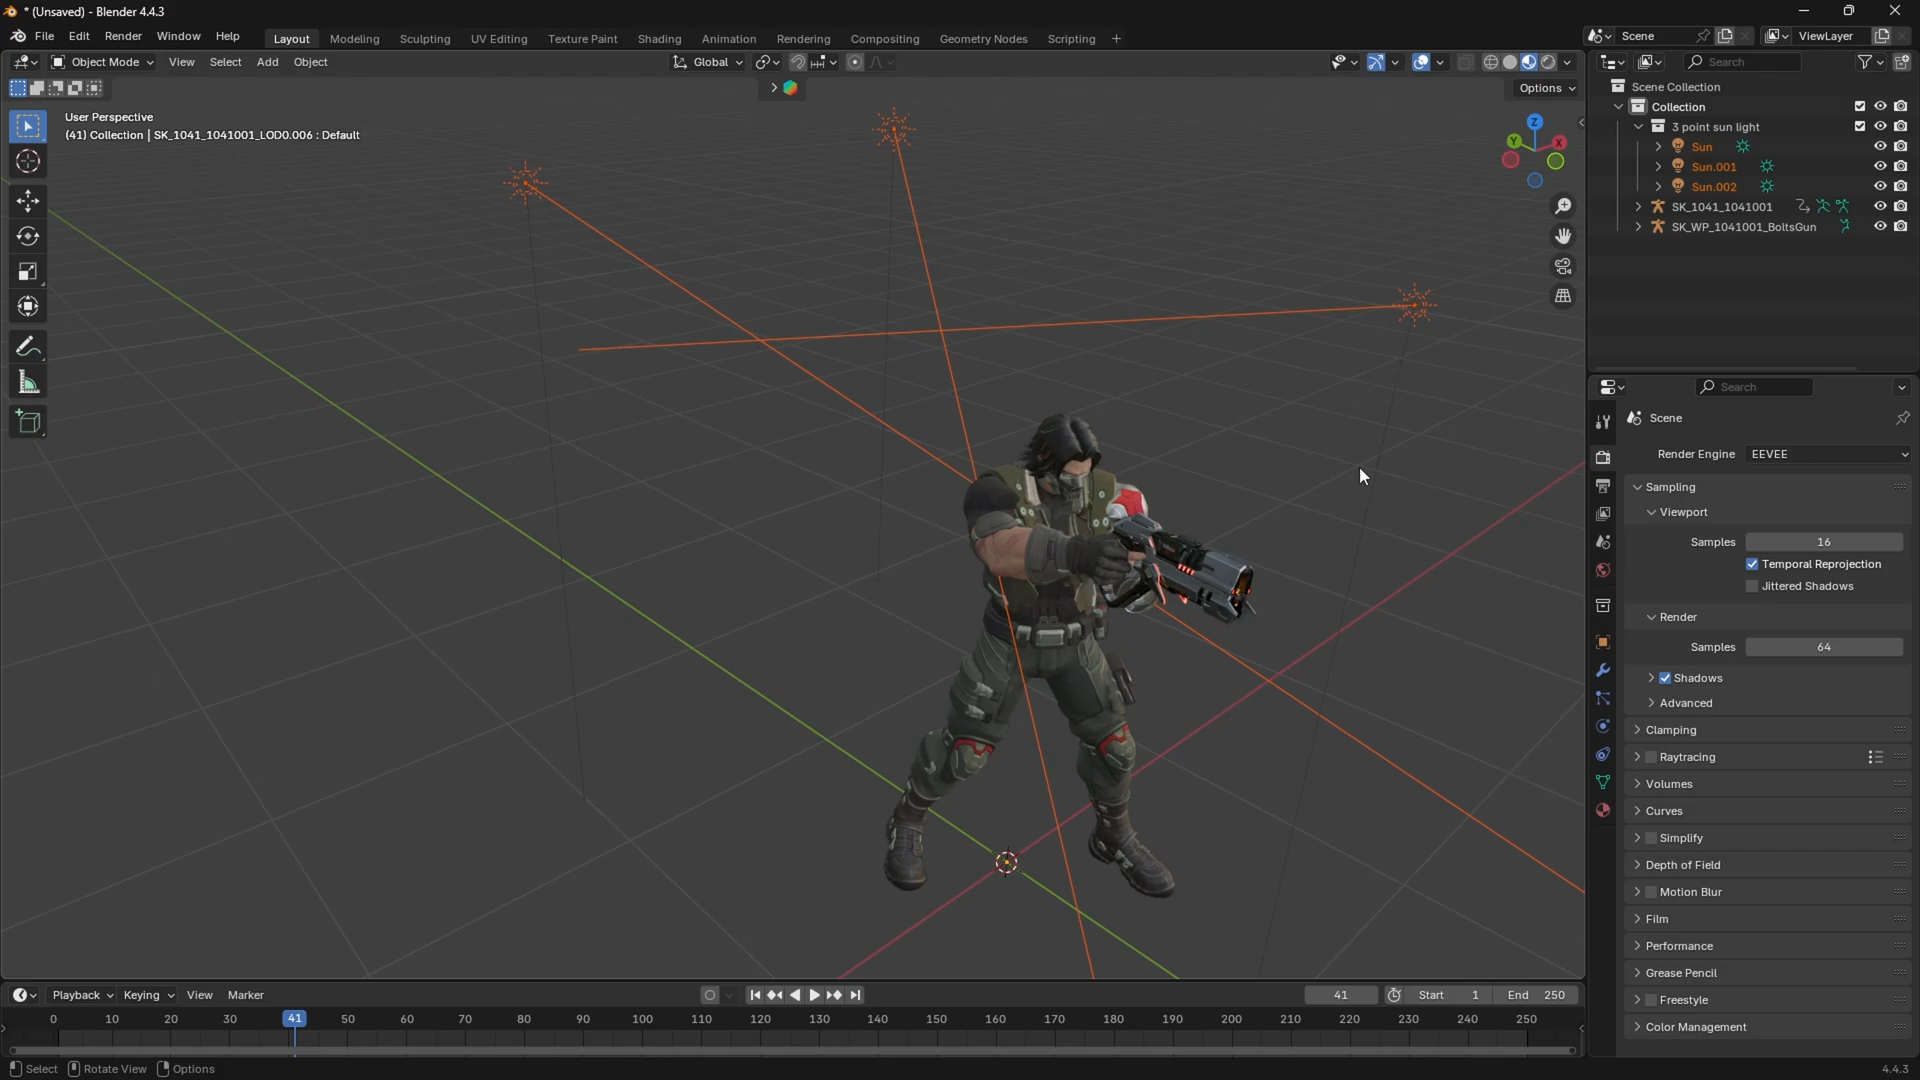 * (Unsaved) - Blender 4.4.3
File Edit Render Window Help Layout Modeling Sculpting UV Editing Texture Paint Shading Animation Rendering Compositing Geometry Nodes Scripting + Scene ViewLayer
Object Mode View Select Add Object Global Search
Options
Scene Collection
Collection
3 point sun light
Sun
Sun.001
Sun.002
SK_1041_1041001
SK_WP_1041001_BoltsGun
User Perspective
(41) Collection | SK_1041_1041001_LOD0.006 : Default
Z
Y
X
Search
Scene
Render Engine EEVEE
Sampling
Viewport
Samples 16
Temporal Reprojection
Jittered Shadows
Render
Samples 64
Shadows
Advanced
Clamping
Raytracing
Volumes
Curves
Simplify
Depth of Field
Motion Blur
Film
Performance
Grease Pencil
Freestyle
Color Management
Playback Keying View Marker 41 Start 1 End 250
0 10 20 30 41 50 60 70 80 90 100 110 120 130 140 150 160 170 180 190 200 210 220 230 240 250
Select Rotate View Options 4.4.3